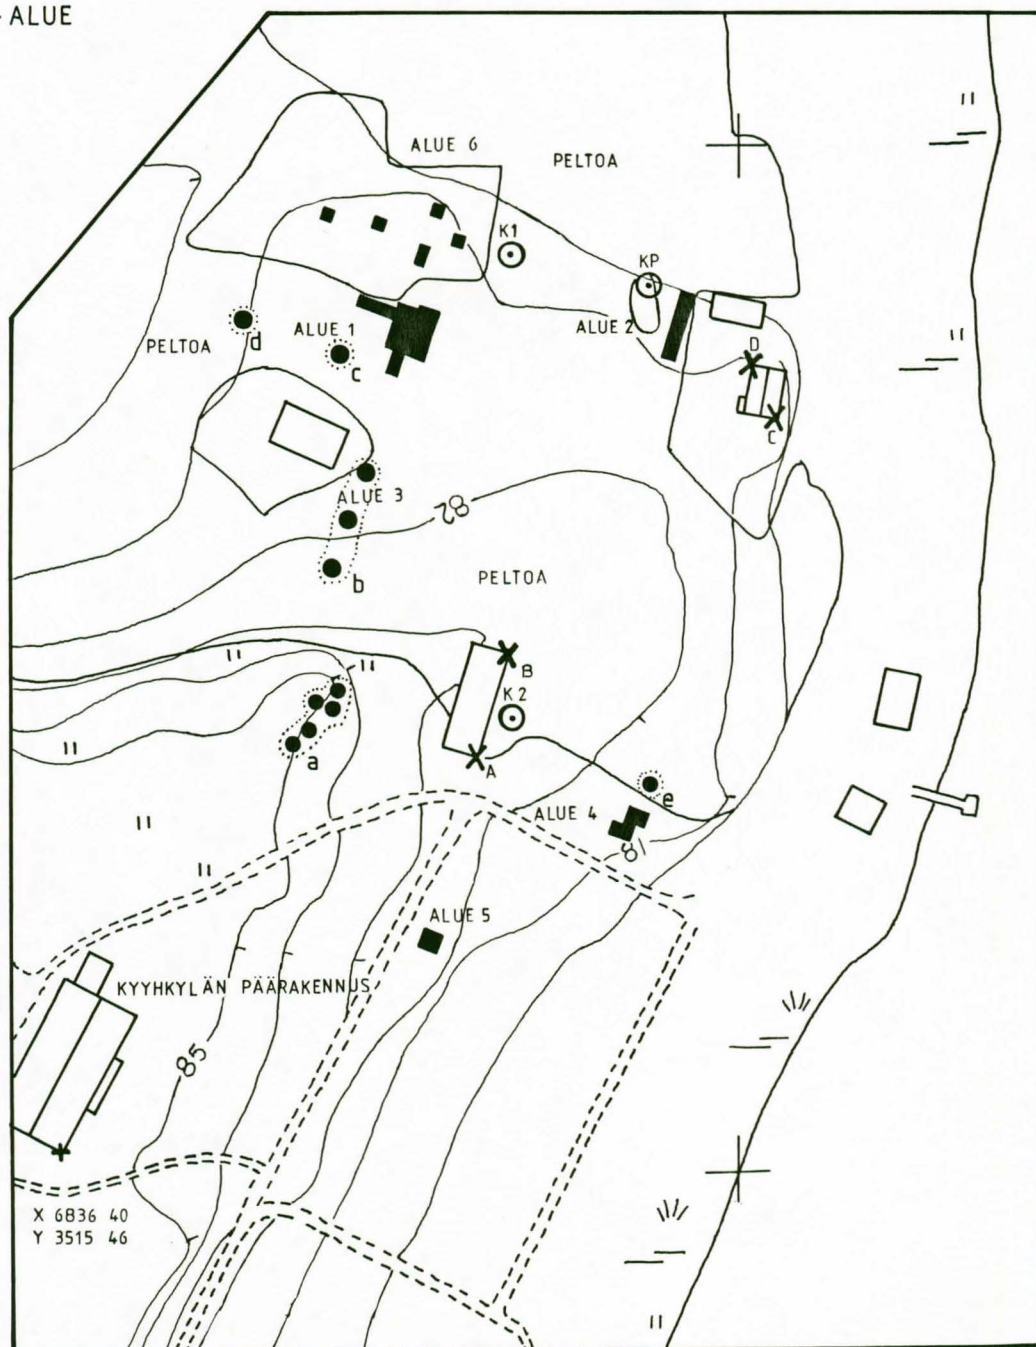 ALUE
ALUE 6
PELTOA
K1
KP
ALUE 1
ALUE 2
PELTOA
d
c
D
C
ALUE 3
82
b
PELTOA
B
K2
A
a
e
ALUE 4
81
ALUE 5
KYYHKYLÄN PÄÄRAKENNUS
85
X 6836 40
Y 3515 46